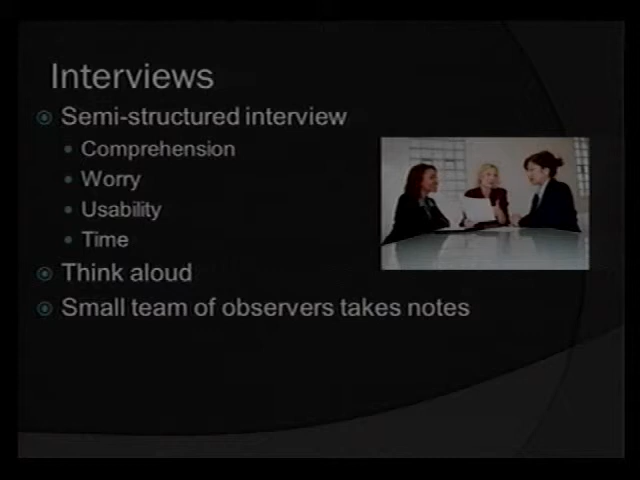 Interviews
Semi-structured interview
Comprehension
Worry
Usability
Time
Think aloud
Small team of observers takes notes